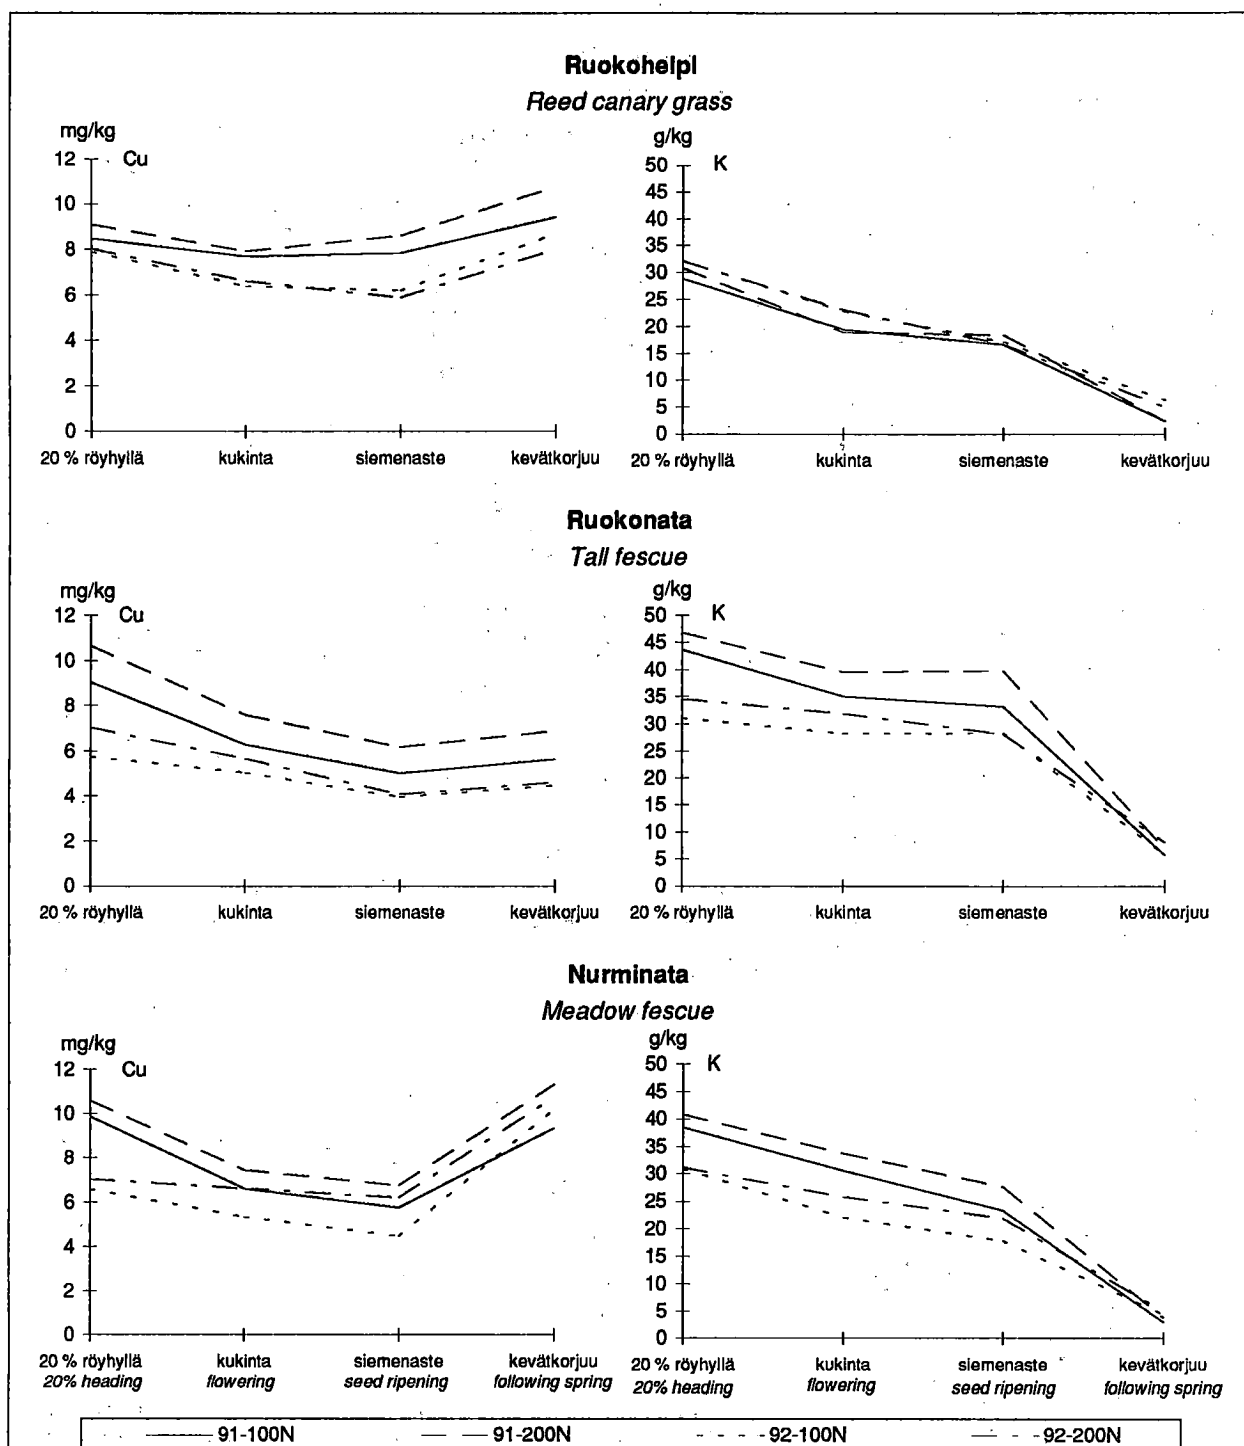 Ruokohelpi
Reed canary grass
mg/kg
Cu
12
10
8
6
4
2
0
20 % röyhyllä kukinta siemenaste kevätkorjuu
g/kg
K
50
45
40
35
30
25
20
15
10
5
0
20 % röyhyllä kukinta siemenaste kevätkorjuu
Ruokonata
Tall fescue
mg/kg
Cu
12
10
8
6
4
2
0
20 % röyhyllä kukinta siemenaste kevätkorjuu
g/kg
K
50
45
40
35
30
25
20
15
10
5
0
20 % röyhyllä kukinta siemenaste kevätkorjuu
Nurminata
Meadow fescue
mg/kg
Cu
12
10
8
6
4
2
0
20 % röyhyllä kukinta siemenaste kevätkorjuu
20% heading flowering seed ripening following spring
g/kg
K
50
45
40
35
30
25
20
15
10
5
0
20 % röyhyllä kukinta siemenaste kevätkorjuu
20% heading flowering seed ripening following spring
91-100N 91-200N 92-100N 92-200N